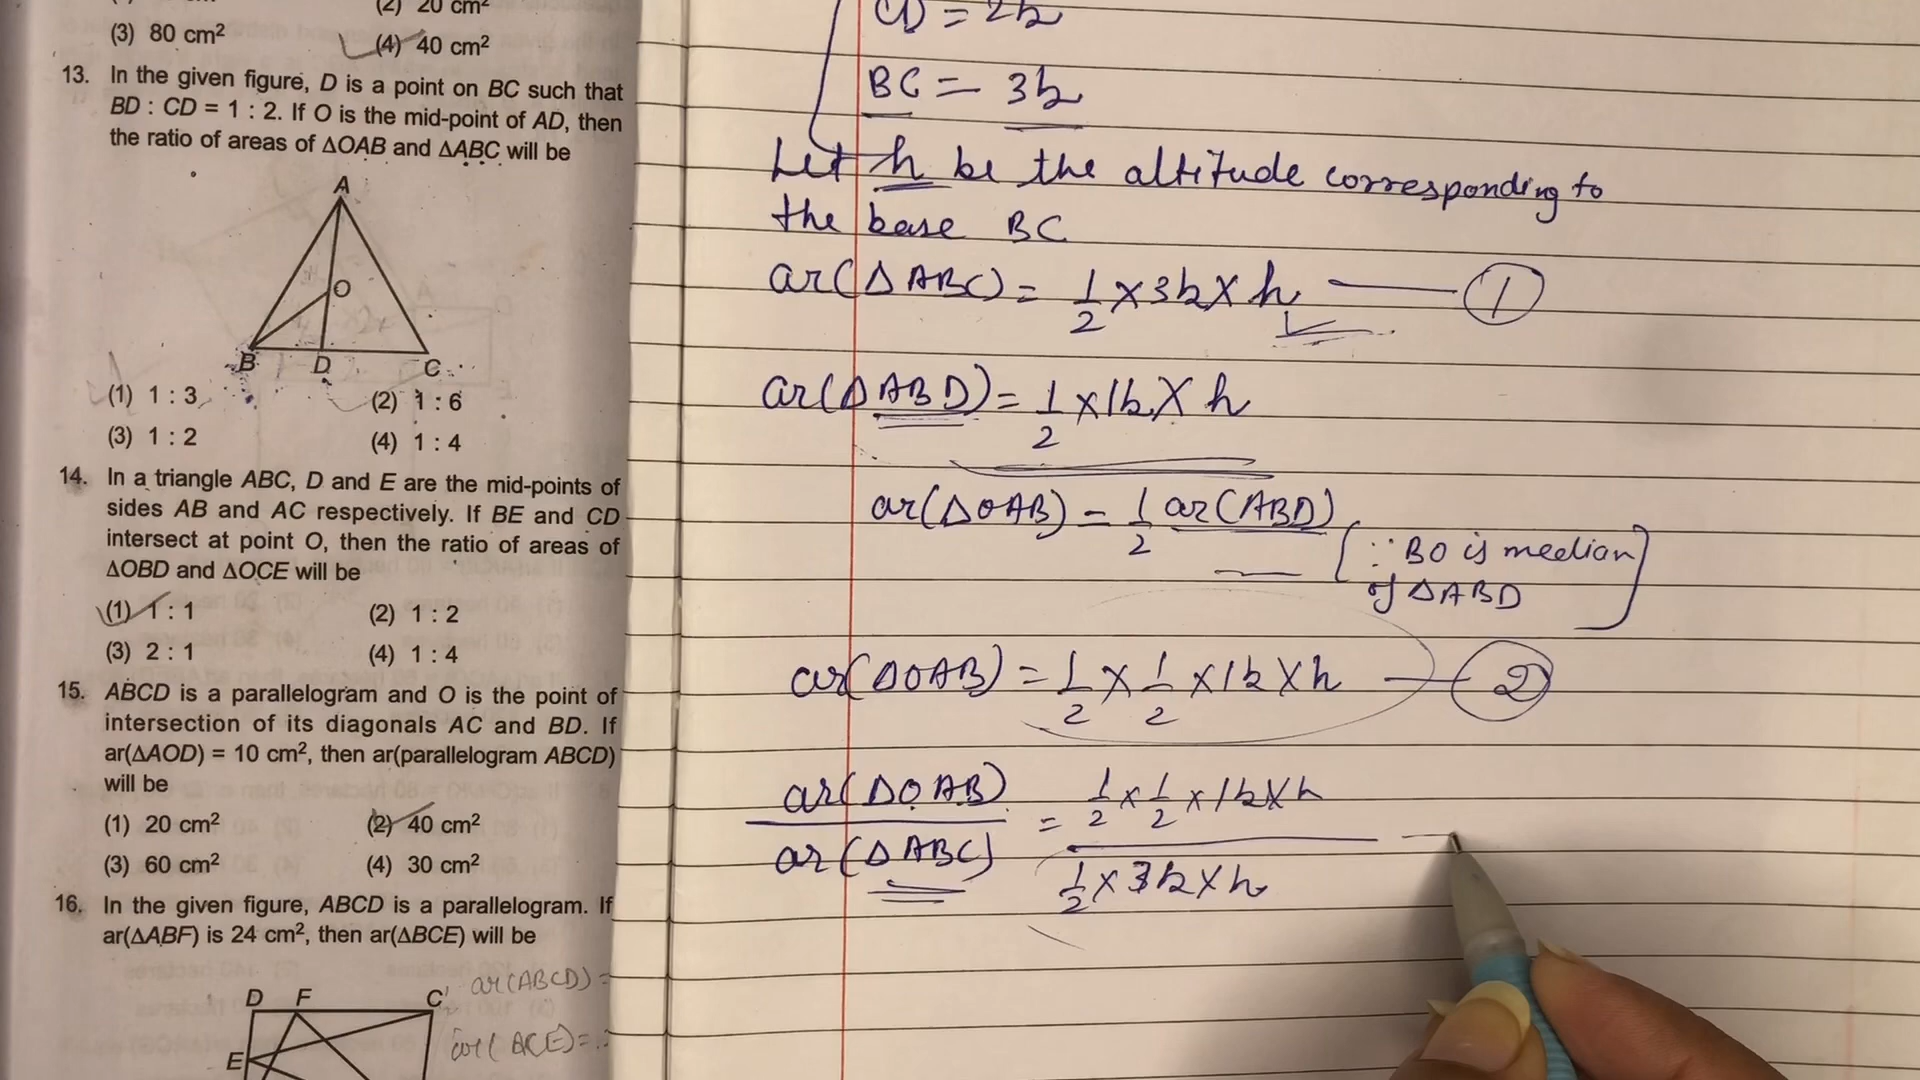 (2) 20 cm²
(3) 80 cm²
(4) 40 cm²
13. In the given figure, D is a point on BC such that
BD : CD = 1 : 2. If O is the mid-point of AD, then
the ratio of areas of ΔOAB and ΔABC will be
A
O
B
D
C
(1) 1 : 3
(2) 1 : 6
(3) 1 : 2
(4) 1 : 4
14. In a triangle ABC, D and E are the mid-points of
sides AB and AC respectively. If BE and CD
intersect at point O, then the ratio of areas of
ΔOBD and ΔOCE will be
(1) 1 : 1
(2) 1 : 2
(3) 2 : 1
(4) 1 : 4
15. ABCD is a parallelogram and O is the point of
intersection of its diagonals AC and BD. If
ar(ΔAOD) = 10 cm², then ar(parallelogram ABCD)
will be
(1) 20 cm²
(2) 40 cm²
(3) 60 cm²
(4) 30 cm²
16. In the given figure, ABCD is a parallelogram. If
ar(ΔABF) is 24 cm², then ar(ΔBCE) will be
ar(ABCD) =
D F C
ar(ACE) =
E
CD = 2k
BC = 3k
Let h be the altitude corresponding to
the base BC
ar(ΔABC) = 1/2 × 3k × h — 1
ar(ΔABD) = 1/2 × 1k × h
ar(ΔOAB) = 1/2 ar(ABD)
[∵ BO is median
of ΔABD]
ar(ΔOAB) = 1/2 × 1/2 × 1k × h — 2
ar(ΔOAB) = 1/2 × 1/2 × 1k × h
ar(ΔABC) 1/2 × 3k × h